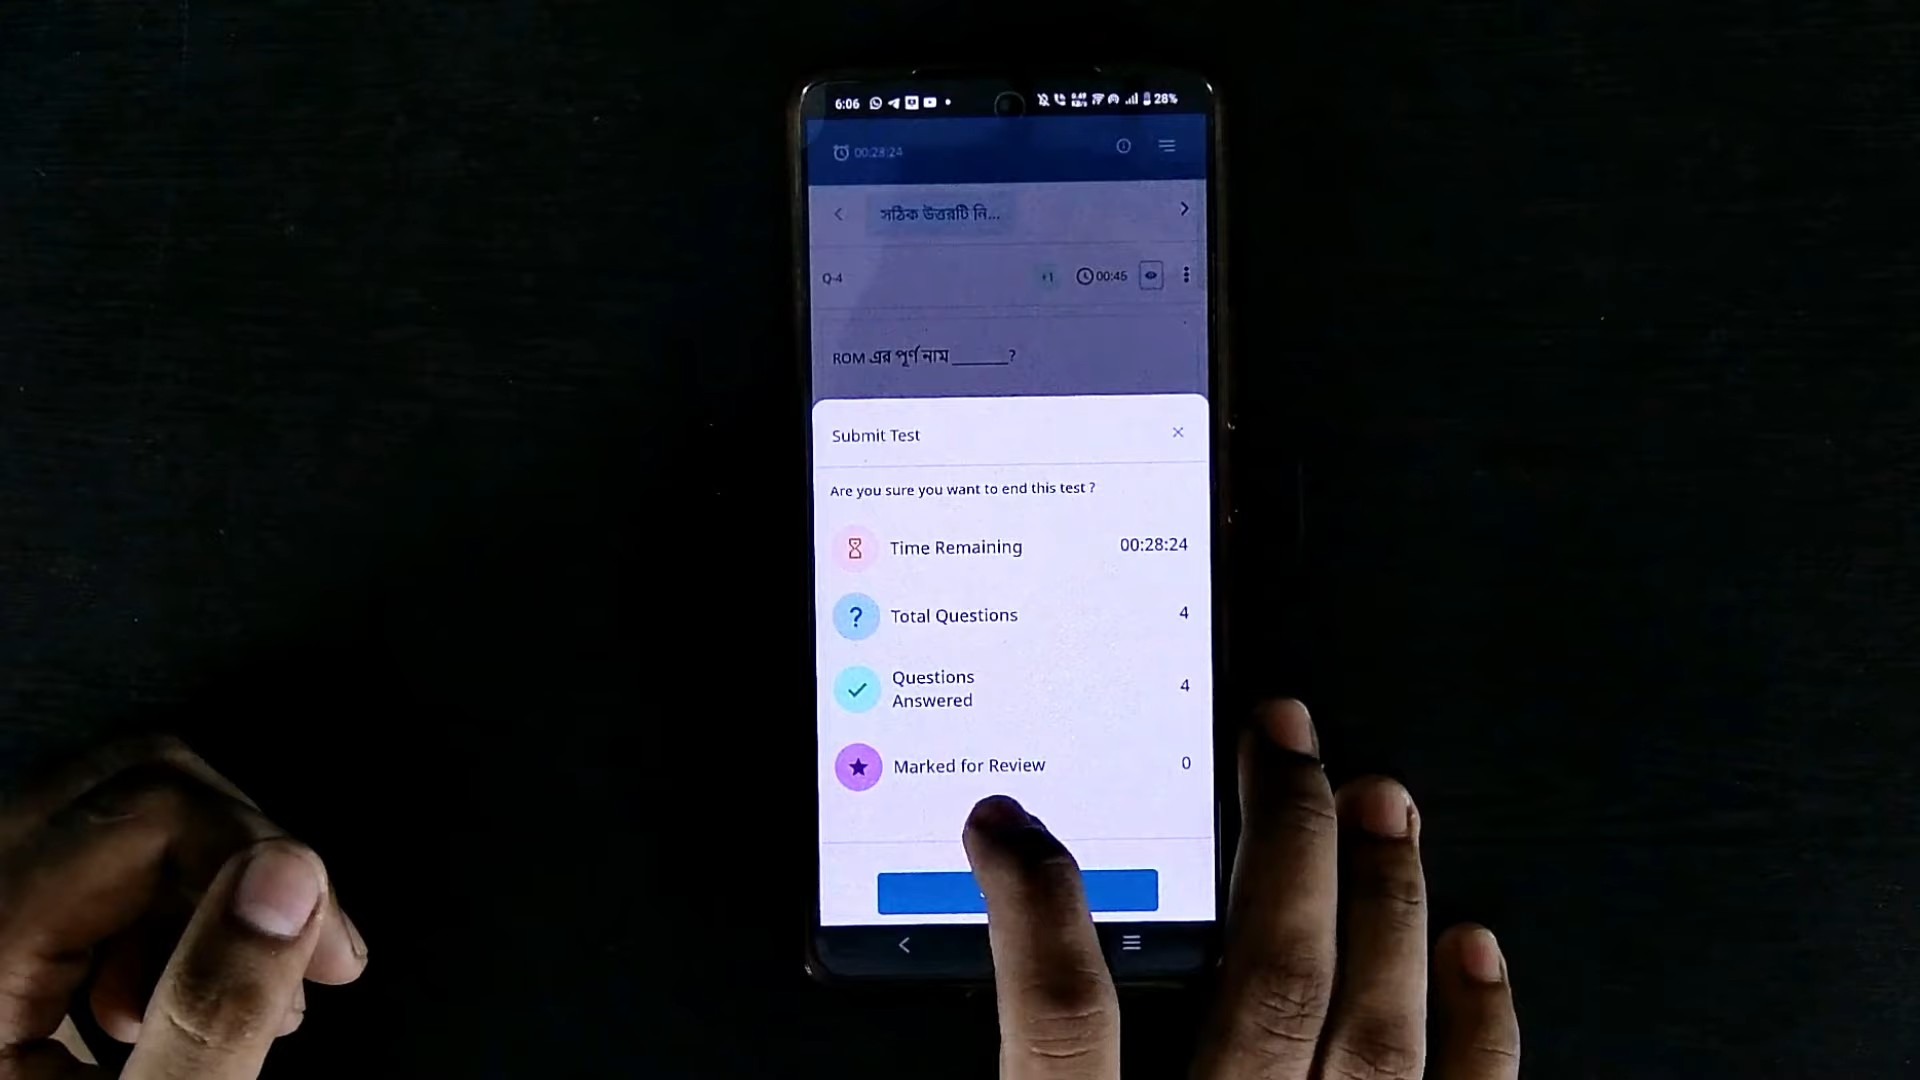 6:06
28%
00:28:24
সঠিক উত্তরটি নি...
Q-4
+1
00:45
ROM এর পূর্ণ নাম ______?
Submit Test
Are you sure you want to end this test ?
Time Remaining
00:28:24
Total Questions
4
Questions
Answered
4
Marked for Review
0